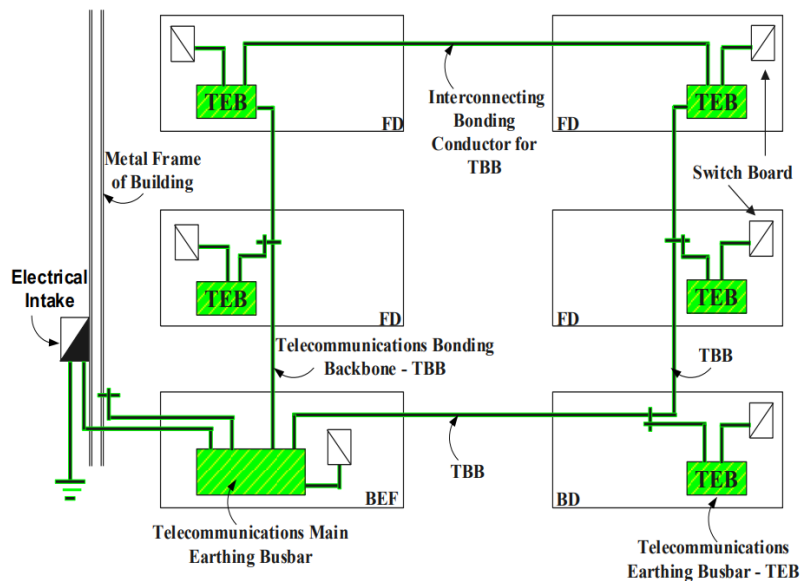 TEB
FD
Interconnecting
Bonding
Conductor for
TBB
TEB
FD
Metal Frame
of Building
Switch Board
Electrical
Intake
TEB
FD
TEB
FD
Telecommunications Bonding
Backbone - TBB
TBB
BEF
TBB
TEB
BD
Telecommunications Main
Earthing Busbar
Telecommunications
Earthing Busbar - TEB